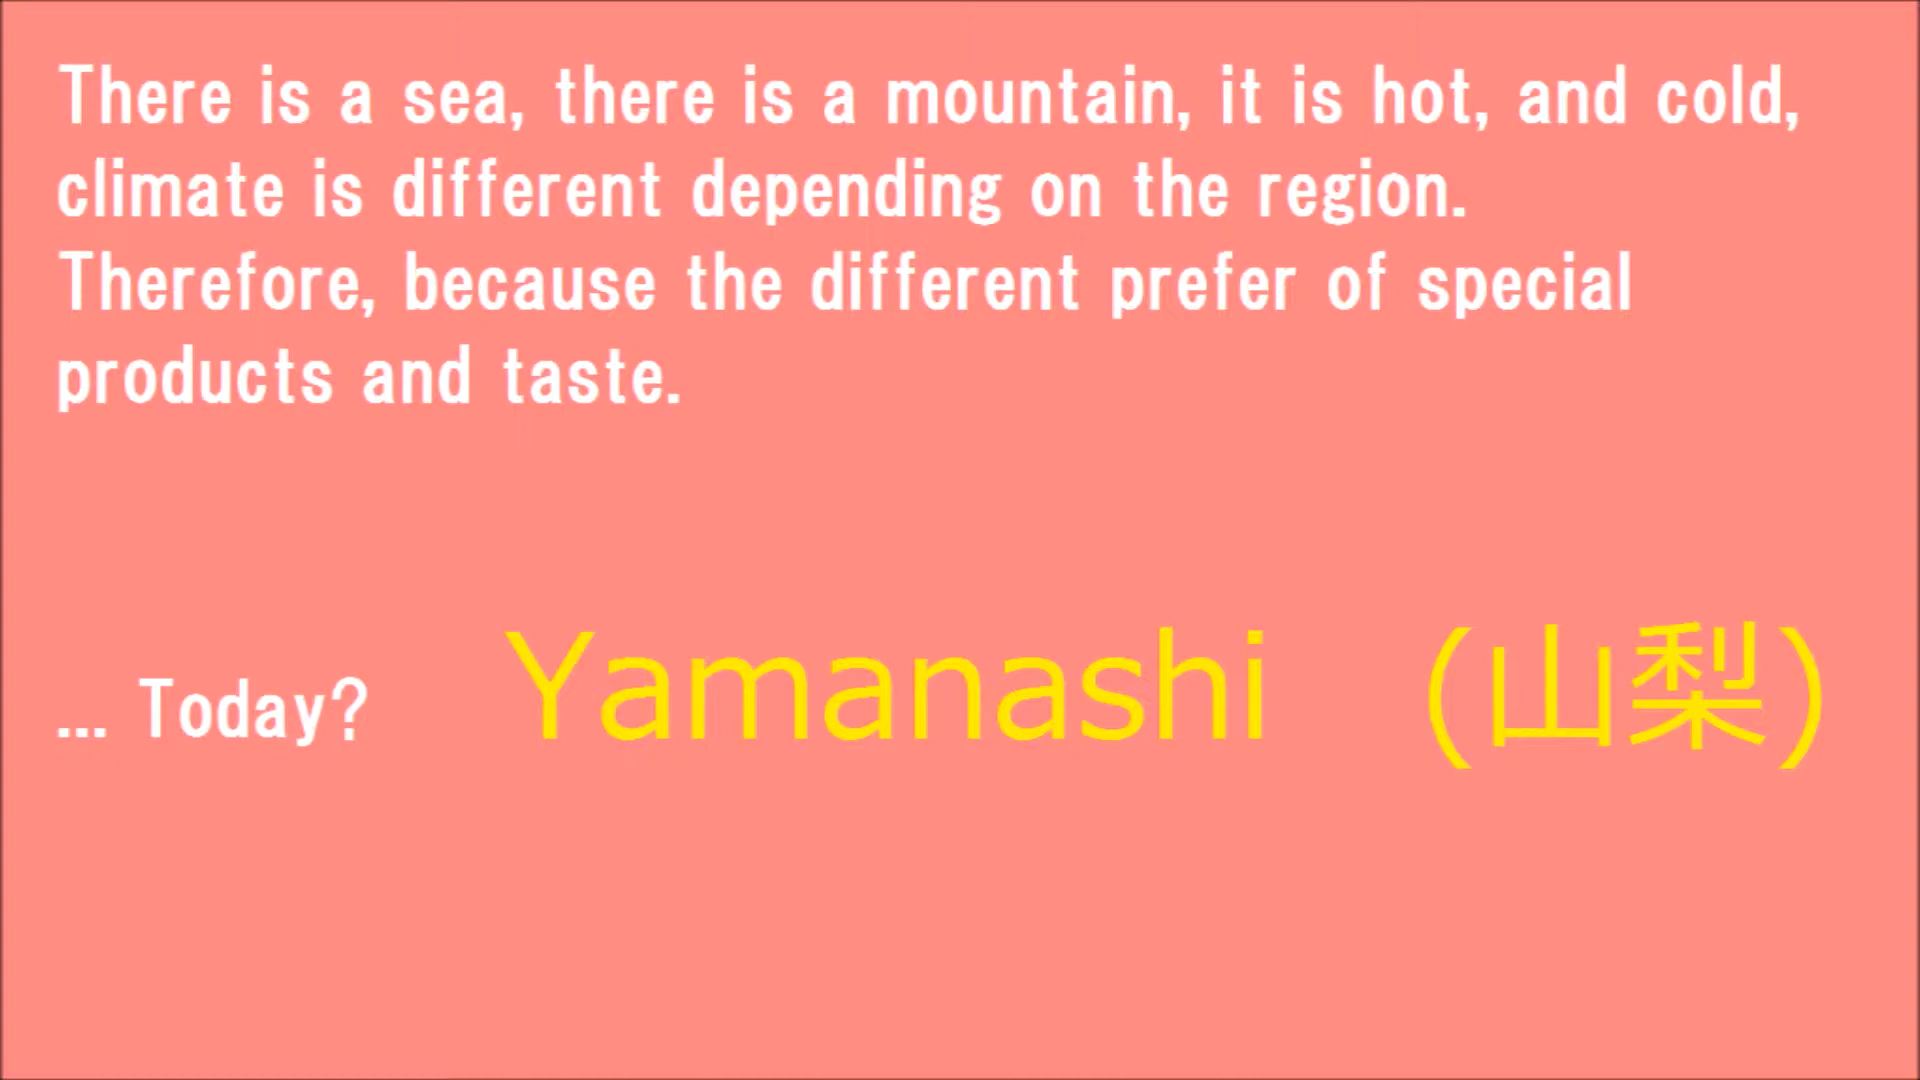 There is a sea, there is a mountain, it is hot, and cold,
climate is different depending on the region.
Therefore, because the different prefer of special
products and taste.
... Today? Yamanashi (山梨)